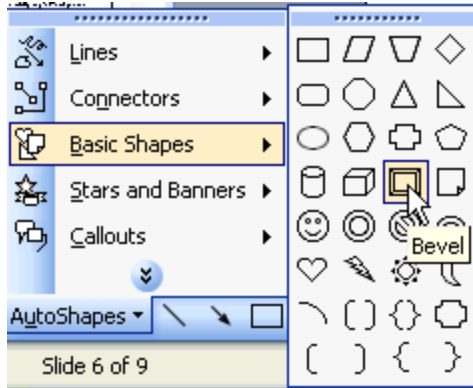 Lines
Connectors
Basic Shapes
Stars and Banners
Callouts
Bevel
AutoShapes
Slide 6 of 9